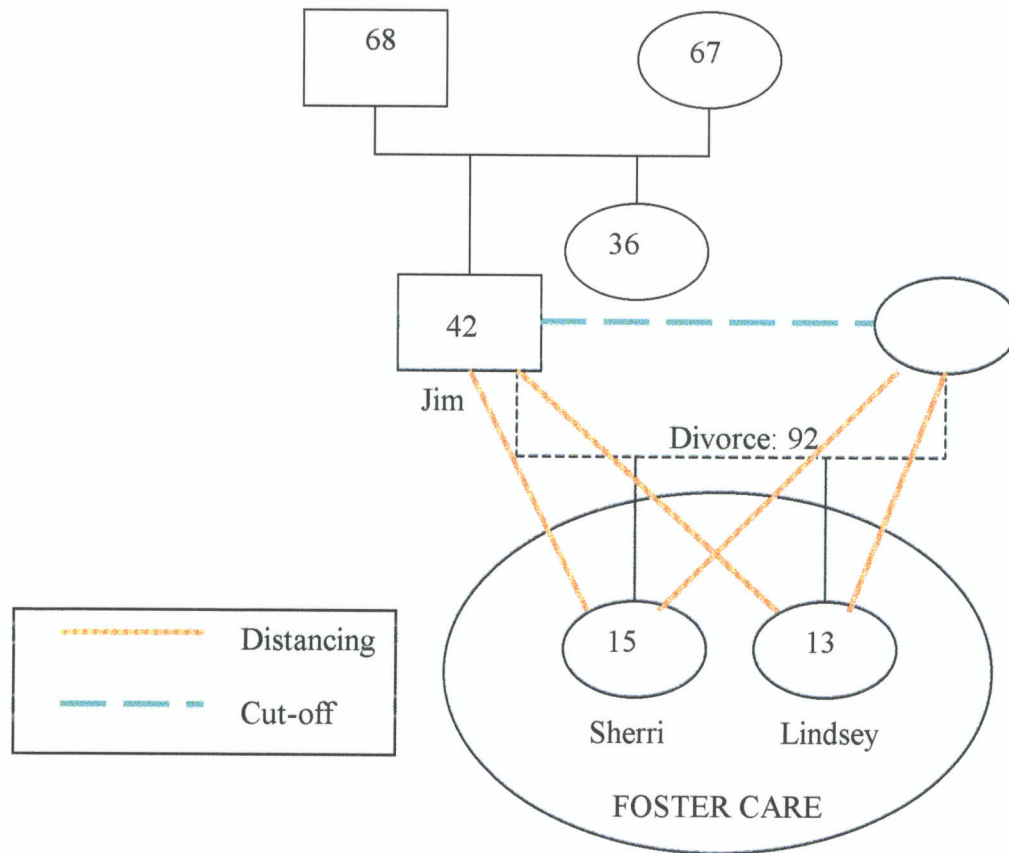 68
67
36
42
Jim
Divorce: 92
Distancing
Cut-off
15
13
Sherri
Lindsey
FOSTER CARE